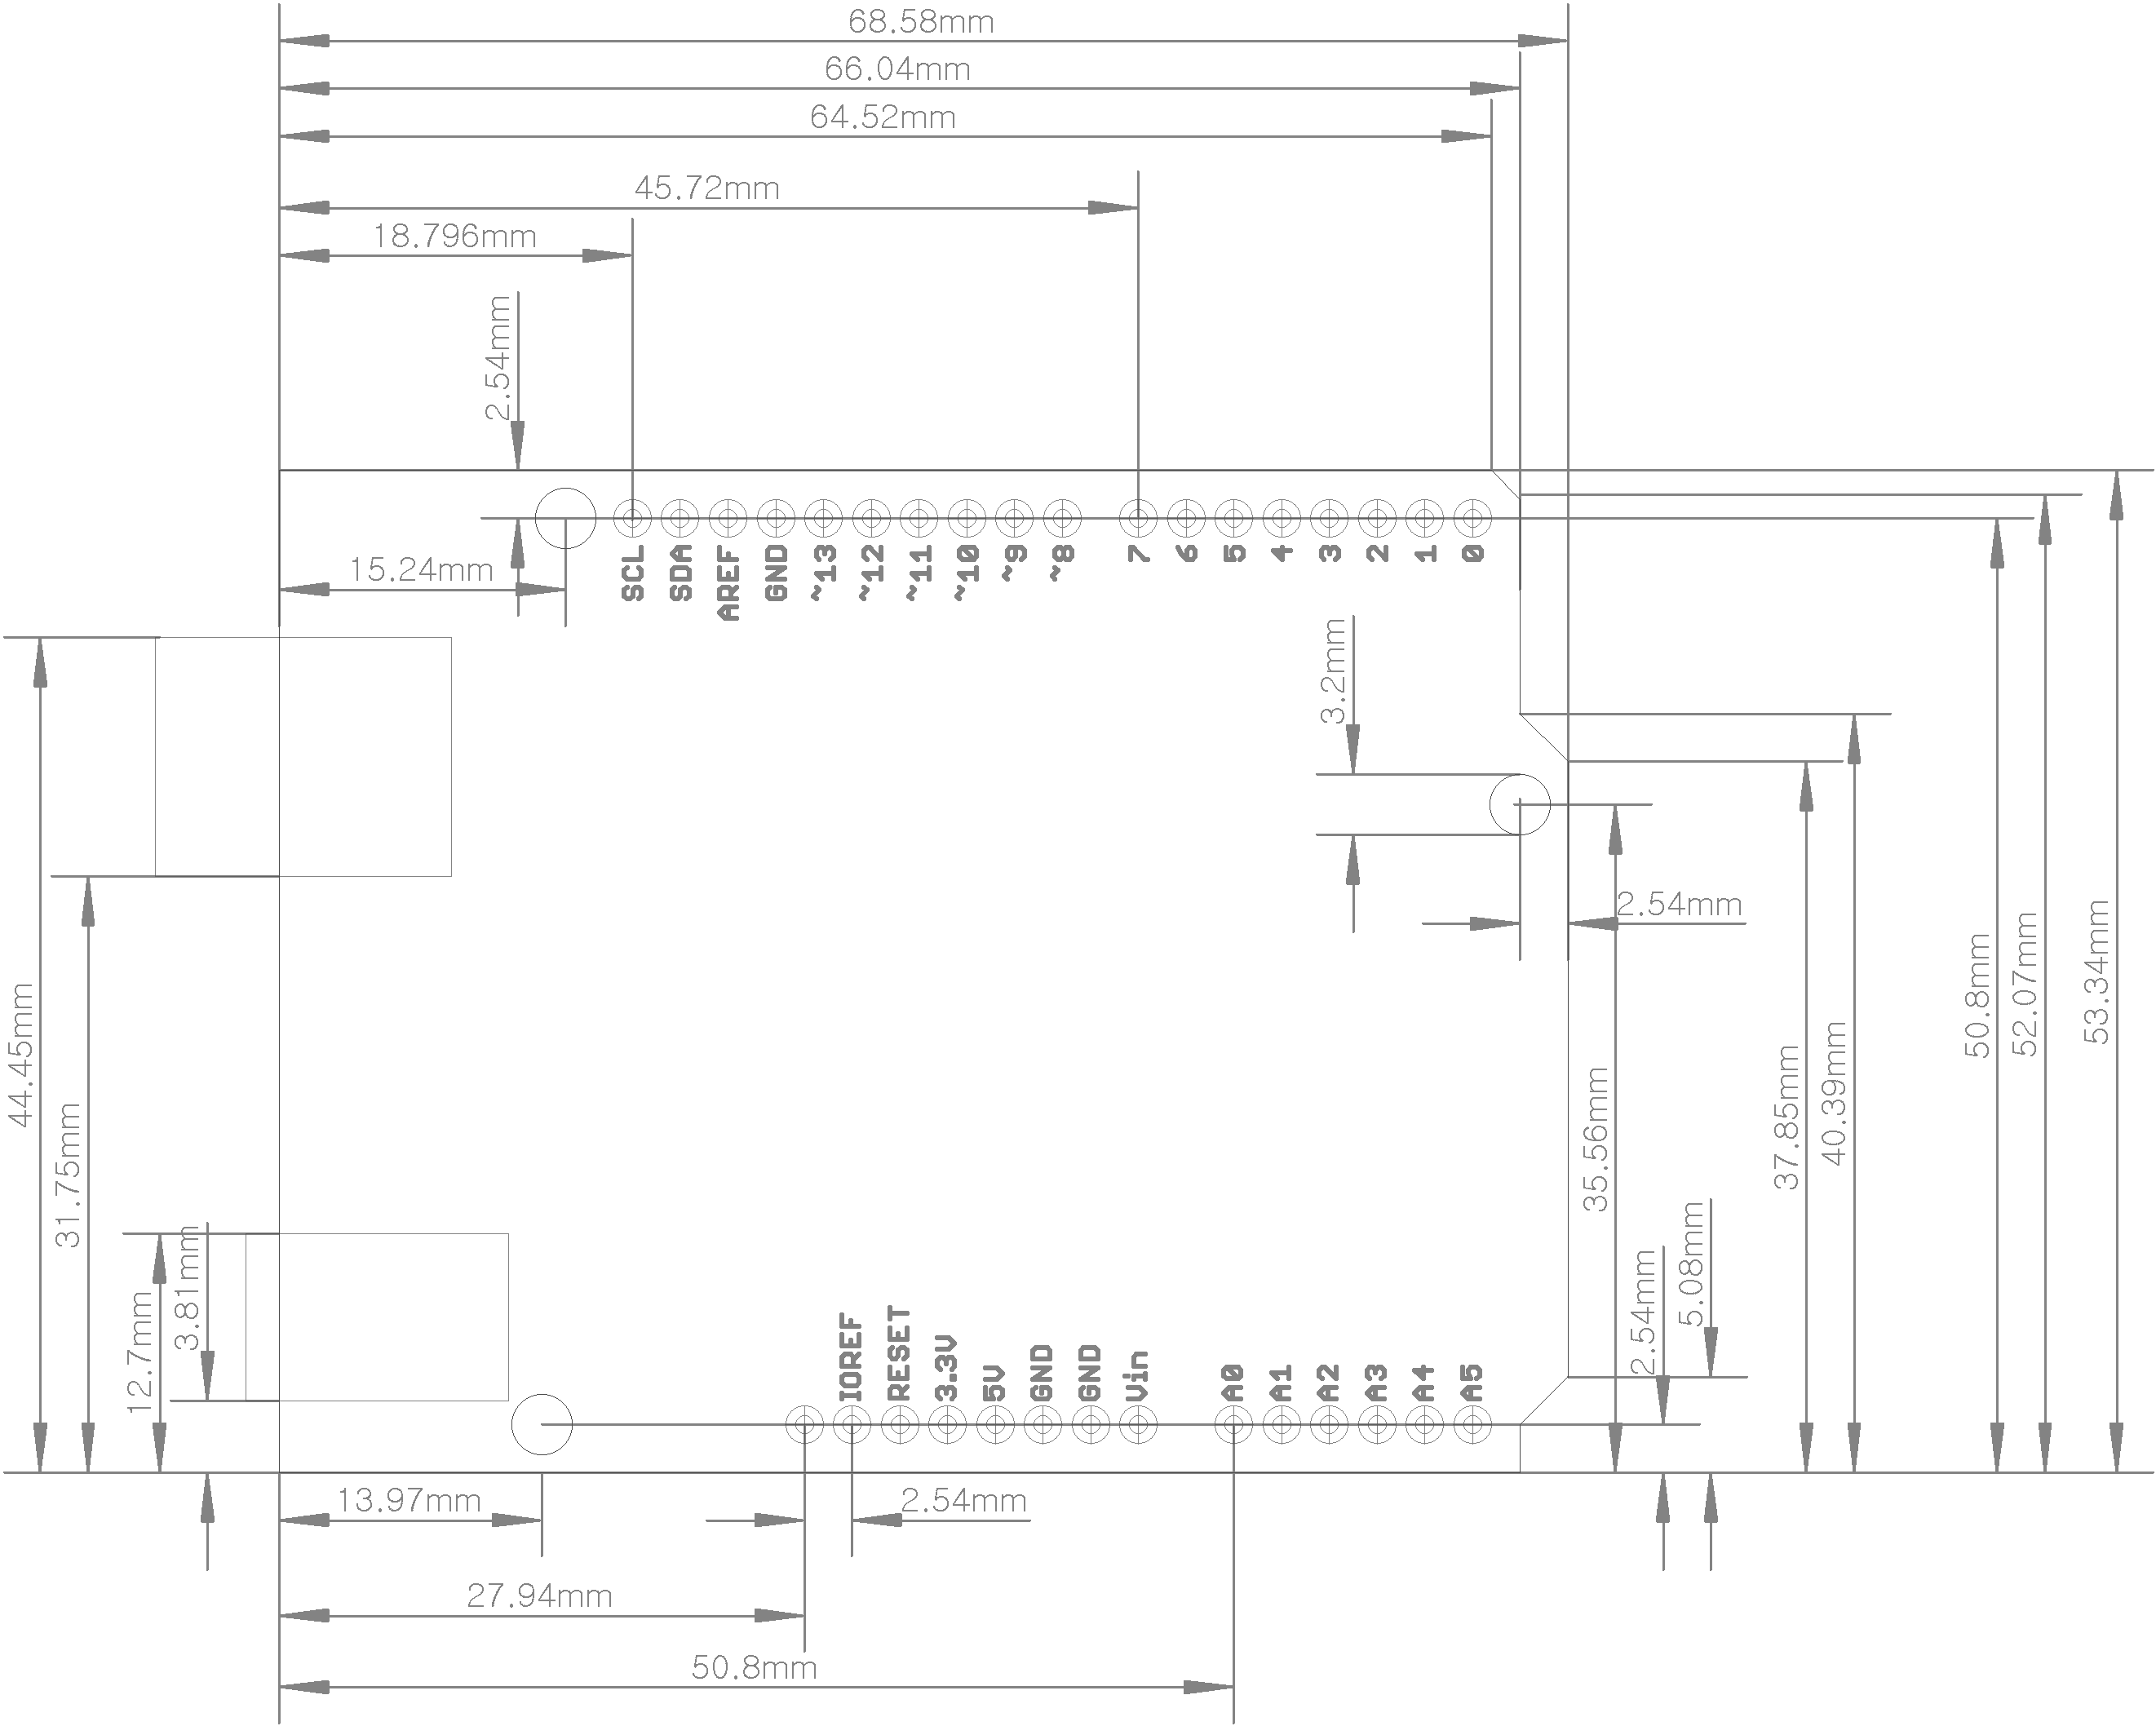 68.58mm
66.04mm
64.52mm
45.72mm
18.796mm
2.54mm
15.24mm
SCL
SDA
AREF
GND
~13
~12
~11
~10
~9
~8
7
6
5
4
3
2
1
0
3.2mm
2.54mm
44.45mm
31.75mm
12.7mm
3.81mm
35.56mm
37.85mm
40.39mm
50.8mm
52.07mm
53.34mm
2.54mm
5.08mm
IOREF
RESET
3.3V
5V
GND
GND
Vin
A0
A1
A2
A3
A4
A5
13.97mm
2.54mm
27.94mm
50.8mm